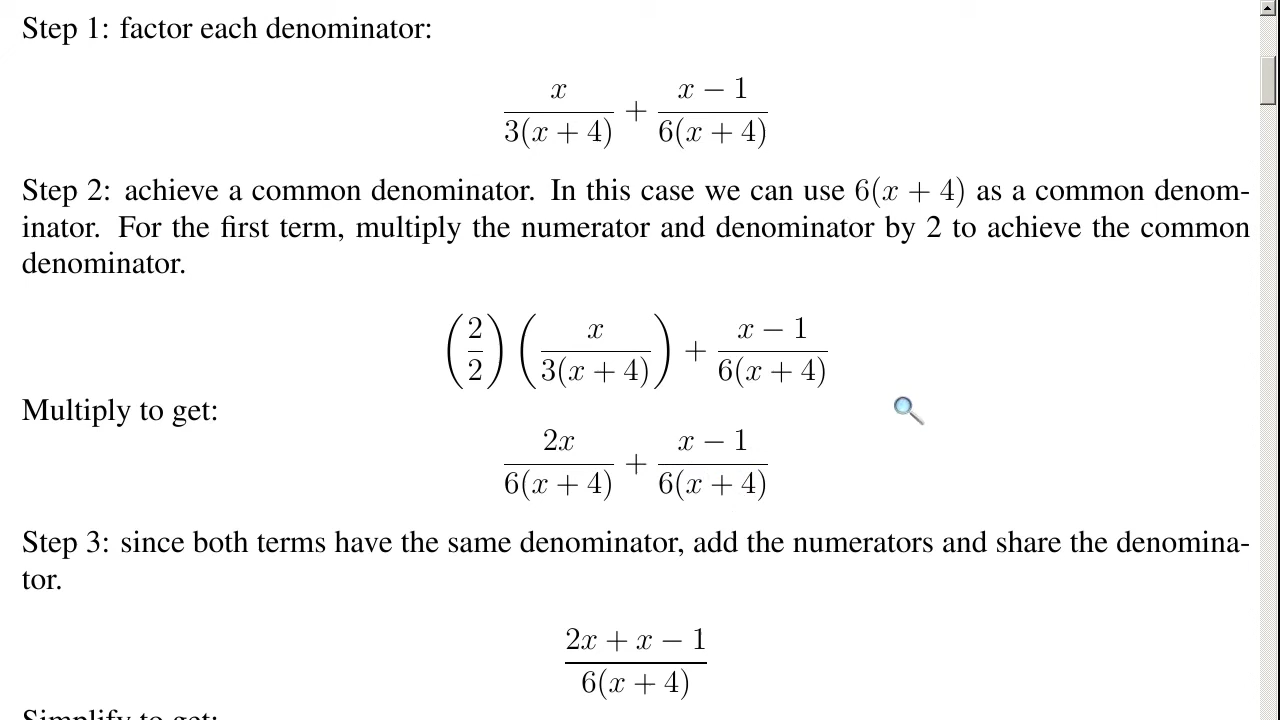 Step 1: factor each denominator:
x/(3(x + 4)) + (x − 1)/(6(x + 4))
Step 2: achieve a common denominator. In this case we can use 6(x + 4) as a common denom-
inator. For the first term, multiply the numerator and denominator by 2 to achieve the common
denominator.
(2/2) (x/(3(x + 4))) + (x − 1)/(6(x + 4))
Multiply to get:
2x/(6(x + 4)) + (x − 1)/(6(x + 4))
Step 3: since both terms have the same denominator, add the numerators and share the denomina-
tor.
(2x + x − 1)/(6(x + 4))
Simplify to get: